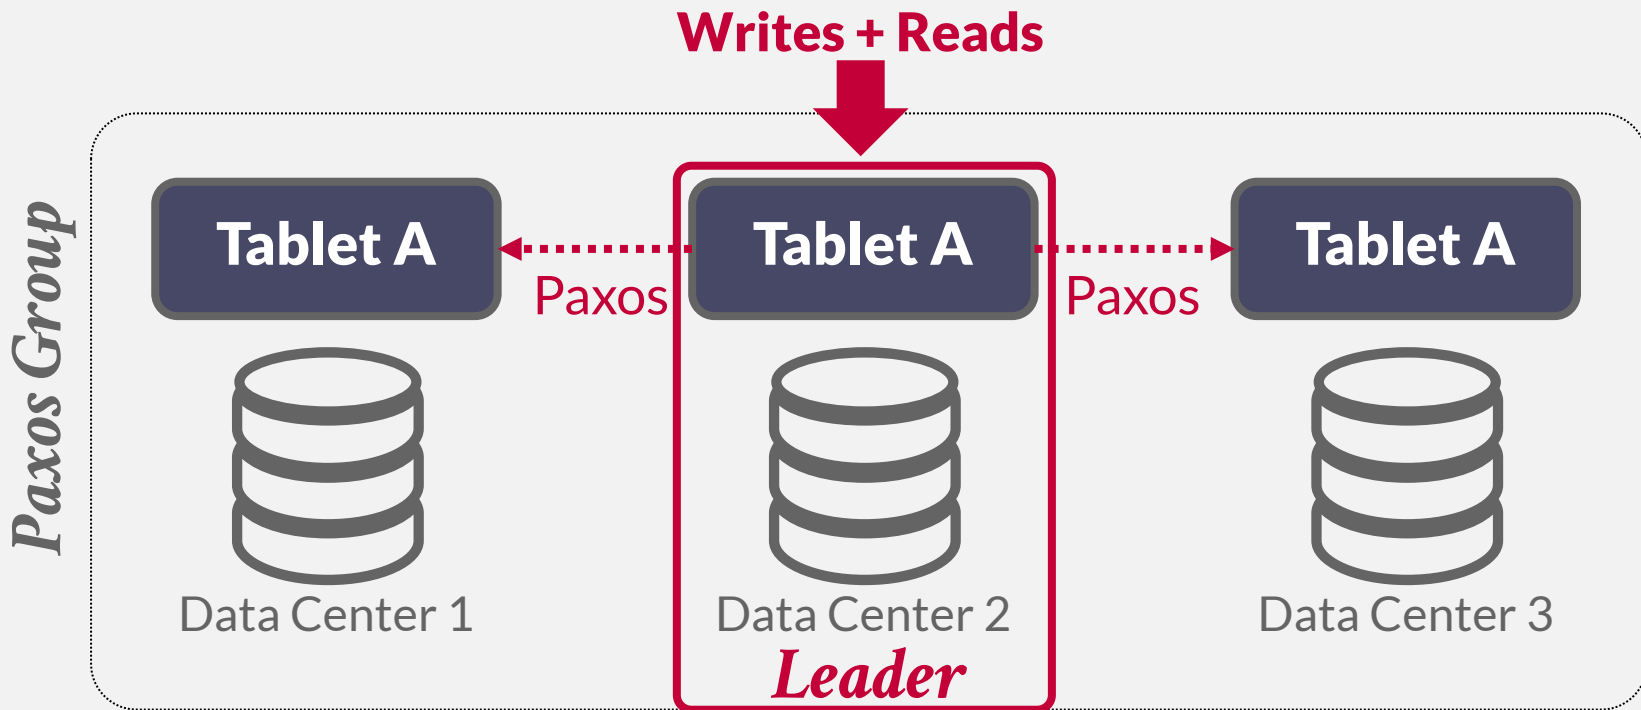 Writes + Reads
Paxos Group
Tablet A
Tablet A
Tablet A
Paxos
Paxos
Data Center 1
Data Center 2
Data Center 3
Leader